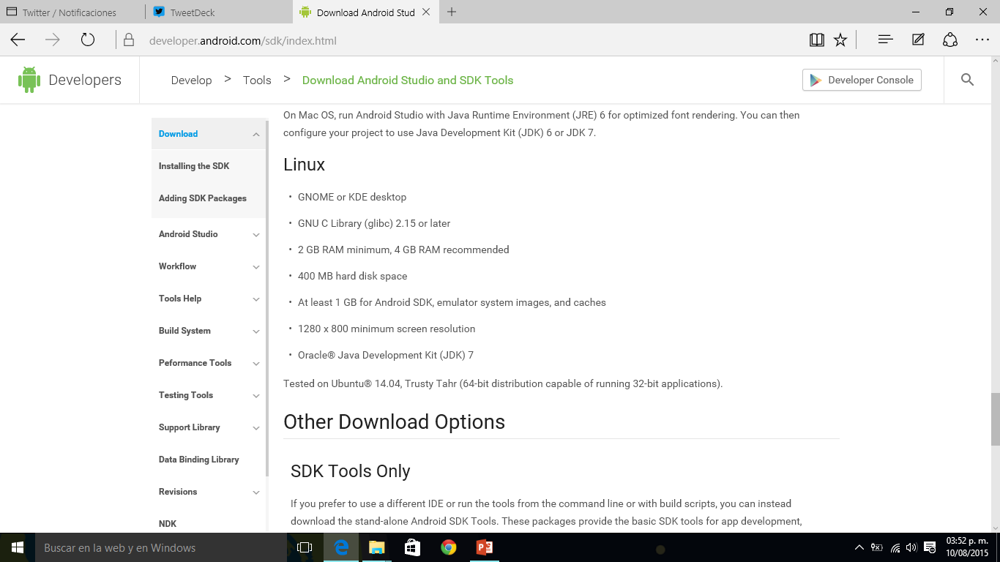 Twitter / Notificaciones
TweetDeck
Download Android Stud
developer.android.com/sdk/index.html
Developers
Develop > Tools > Download Android Studio and SDK Tools
Developer Console
Download
Installing the SDK
Adding SDK Packages
Android Studio
Workflow
Tools Help
Build System
Peformance Tools
Testing Tools
Support Library
Data Binding Library
Revisions
NDK
On Mac OS, run Android Studio with Java Runtime Environment (JRE) 6 for optimized font rendering. You can then
configure your project to use Java Development Kit (JDK) 6 or JDK 7.
Linux
• GNOME or KDE desktop
• GNU C Library (glibc) 2.15 or later
• 2 GB RAM minimum, 4 GB RAM recommended
• 400 MB hard disk space
• At least 1 GB for Android SDK, emulator system images, and caches
• 1280 x 800 minimum screen resolution
• Oracle® Java Development Kit (JDK) 7
Tested on Ubuntu® 14.04, Trusty Tahr (64-bit distribution capable of running 32-bit applications).
Other Download Options
SDK Tools Only
If you prefer to use a different IDE or run the tools from the command line or with build scripts, you can instead
download the stand-alone Android SDK Tools. These packages provide the basic SDK tools for app development,
Buscar en la web y en Windows
03:52 p. m.
10/08/2015